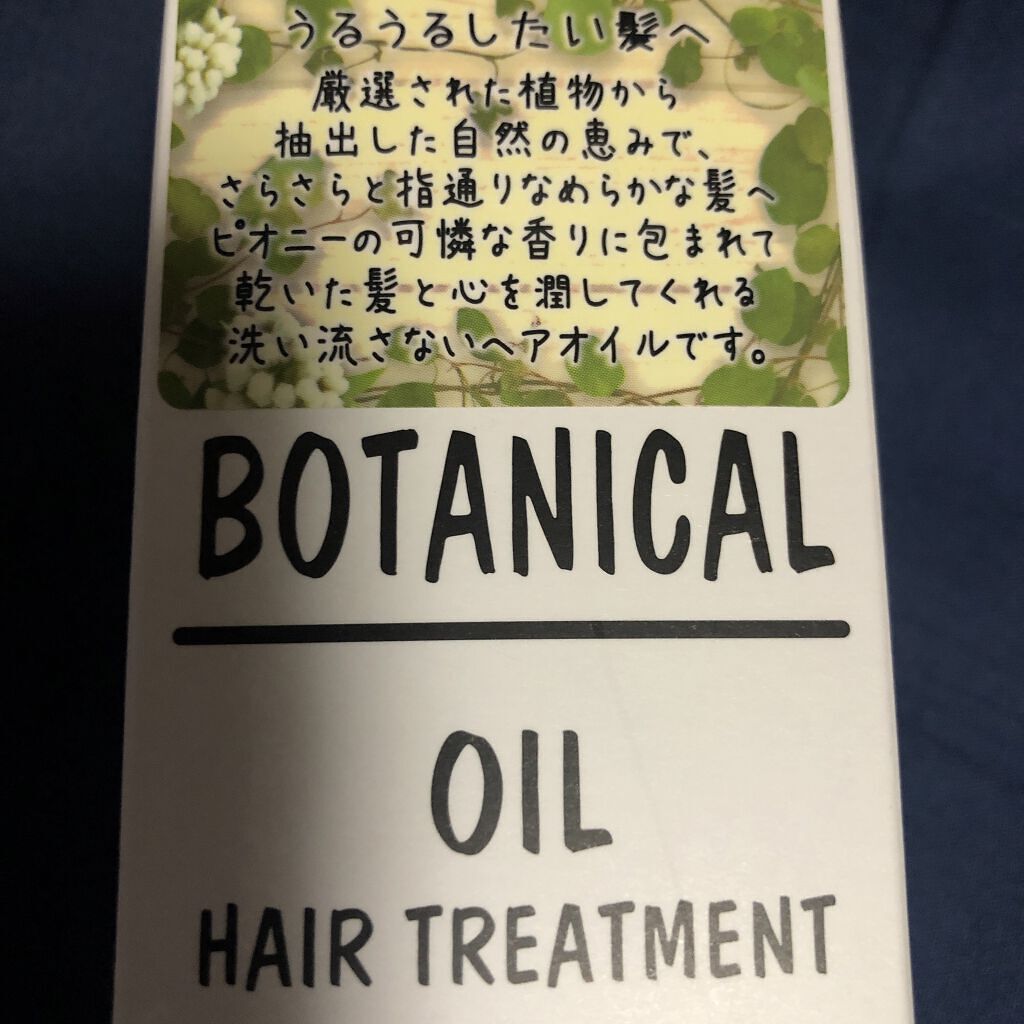 うるうるしたい髪へ
厳選された植物から
抽出した自然の恵みで、
さらさらと指通りなめらかな髪へ
ピオニーの可憐な香りに包まれて
乾いた髪と心を潤してくれる
洗い流さないヘアオイルです。
BOTANICAL
OIL
HAIR TREATMENT